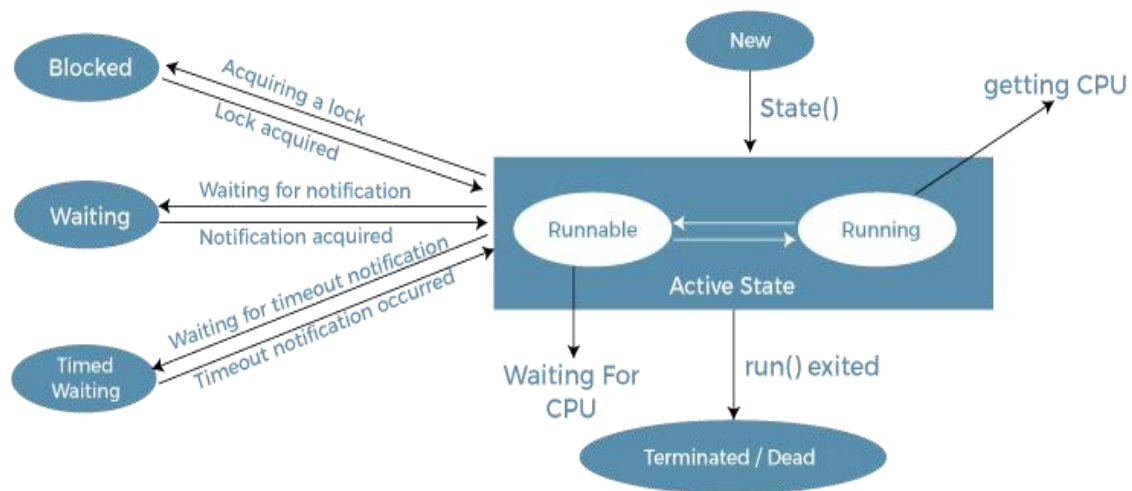 New
Blocked
Acquiring a lock
Lock acquired
State()
getting CPU
Waiting
Waiting for notification
Notification acquired
Runnable
Running
Active State
Waiting for timeout notification
Timeout notification occurred
Timed
Waiting
Waiting For
CPU
run() exited
Terminated / Dead